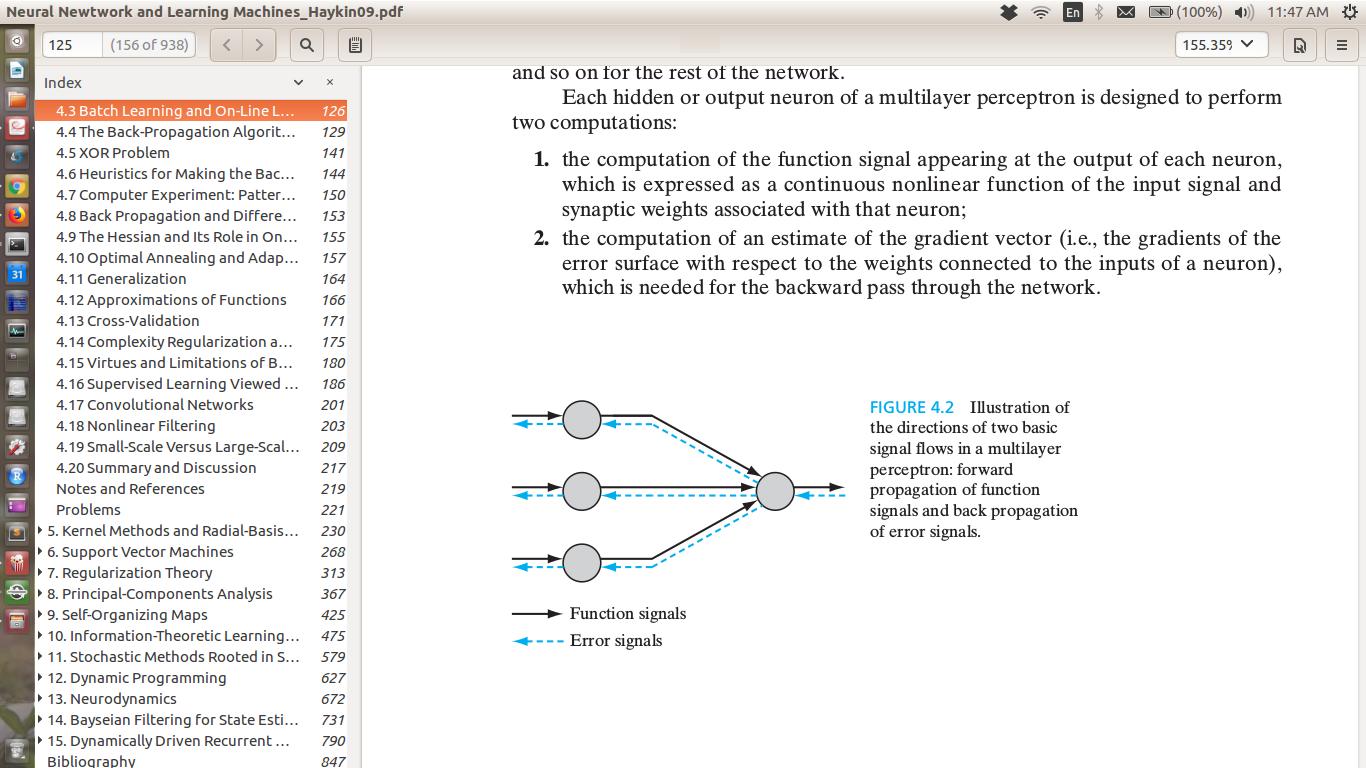 Neural Newtwork and Learning Machines_Haykin09.pdf
En
(100%)
11:47 AM
125
(156 of 938)
155.35%
Index
4.3 Batch Learning and On-Line L… 126
4.4 The Back-Propagation Algorit… 129
4.5 XOR Problem 141
4.6 Heuristics for Making the Bac… 144
4.7 Computer Experiment: Patter… 150
4.8 Back Propagation and Differe… 153
4.9 The Hessian and Its Role in On… 155
4.10 Optimal Annealing and Adap… 157
4.11 Generalization 164
4.12 Approximations of Functions 166
4.13 Cross-Validation 171
4.14 Complexity Regularization a… 175
4.15 Virtues and Limitations of B… 180
4.16 Supervised Learning Viewed … 186
4.17 Convolutional Networks 201
4.18 Nonlinear Filtering 203
4.19 Small-Scale Versus Large-Scal… 209
4.20 Summary and Discussion 217
Notes and References 219
Problems 221
5. Kernel Methods and Radial-Basis… 230
6. Support Vector Machines 268
7. Regularization Theory 313
8. Principal-Components Analysis 367
9. Self-Organizing Maps 425
10. Information-Theoretic Learning… 475
11. Stochastic Methods Rooted in S… 579
12. Dynamic Programming 627
13. Neurodynamics 672
14. Bayseian Filtering for State Esti… 731
15. Dynamically Driven Recurrent … 790
Bibliography 847
31
and so on for the rest of the network.
Each hidden or output neuron of a multilayer perceptron is designed to perform
two computations:
1. the computation of the function signal appearing at the output of each neuron,
which is expressed as a continuous nonlinear function of the input signal and
synaptic weights associated with that neuron;
2. the computation of an estimate of the gradient vector (i.e., the gradients of the
error surface with respect to the weights connected to the inputs of a neuron),
which is needed for the backward pass through the network.
FIGURE 4.2 Illustration of
the directions of two basic
signal flows in a multilayer
perceptron: forward
propagation of function
signals and back propagation
of error signals.
Function signals
Error signals